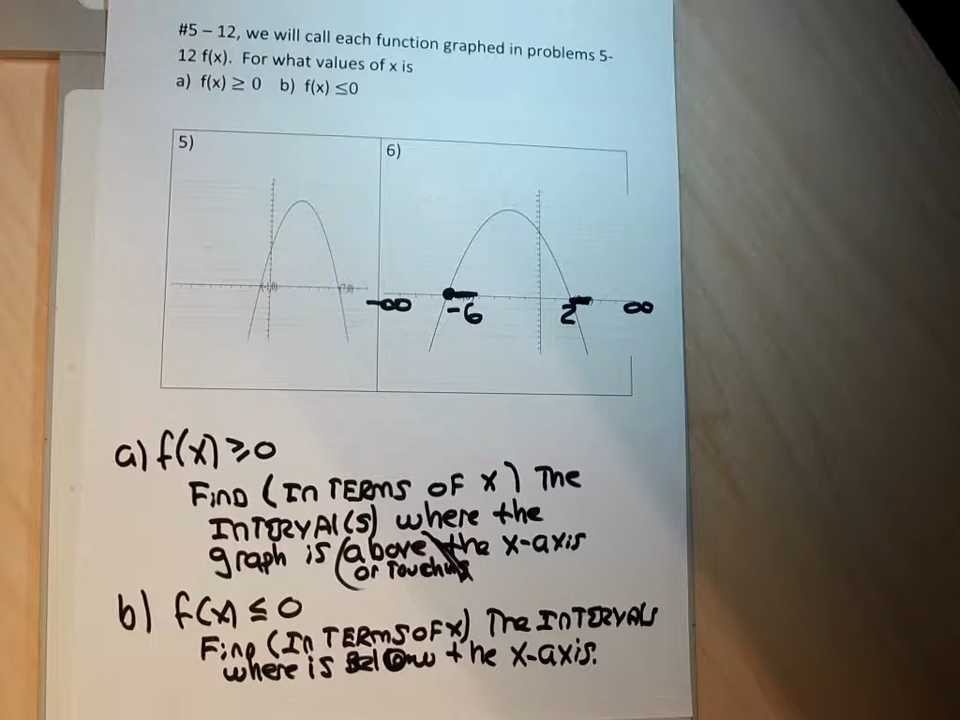 #5 – 12, we will call each function graphed in problems 5-
12 f(x). For what values of x is
a) f(x) ≥ 0 b) f(x) ≤0
5)
6)
-∞ -6 2 ∞
a) f(x) ≥ 0
FIND (In TERMS OF X) The
INTERVAl(S) where the
graph is (above) the x-axis
or Touching
b) f(x) ≤ 0
Find (In TERMS OF X) The INTERVALS
where is Below the X-axis.